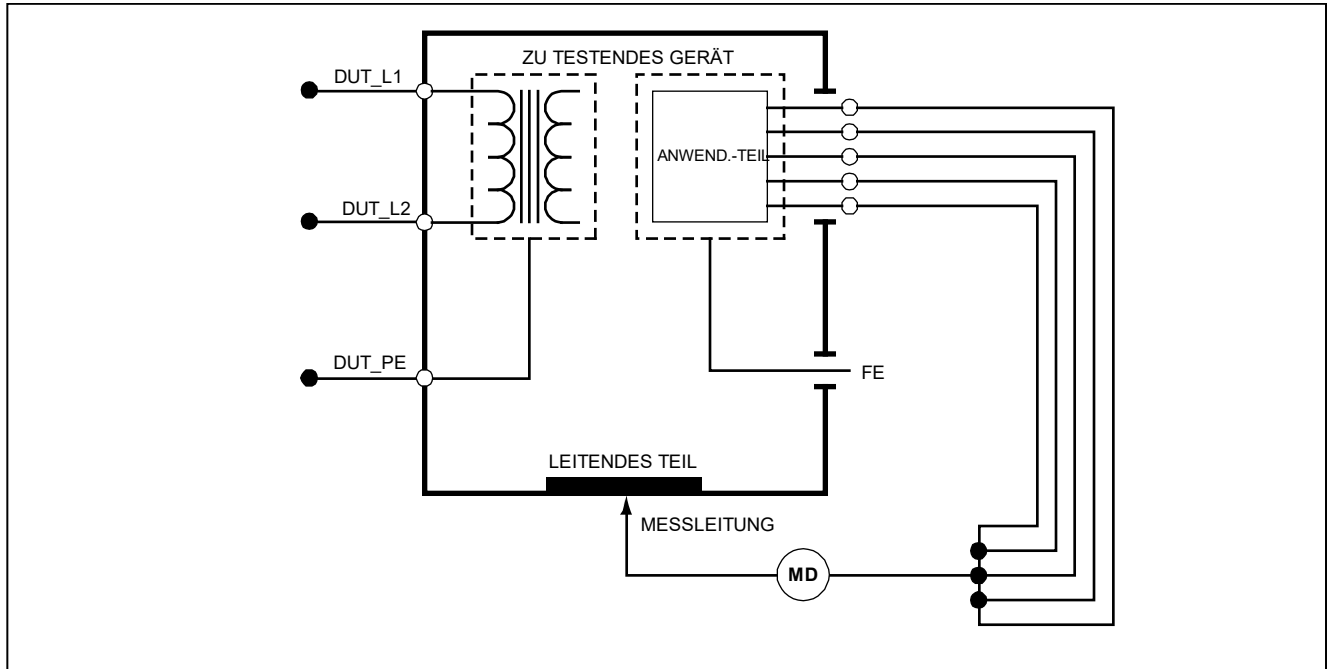 ZU TESTENDES GERÄT
DUT_L1
ANWEND.-TEIL
DUT_L2
DUT_PE
FE
LEITENDES TEIL
MESSLEITUNG
MD